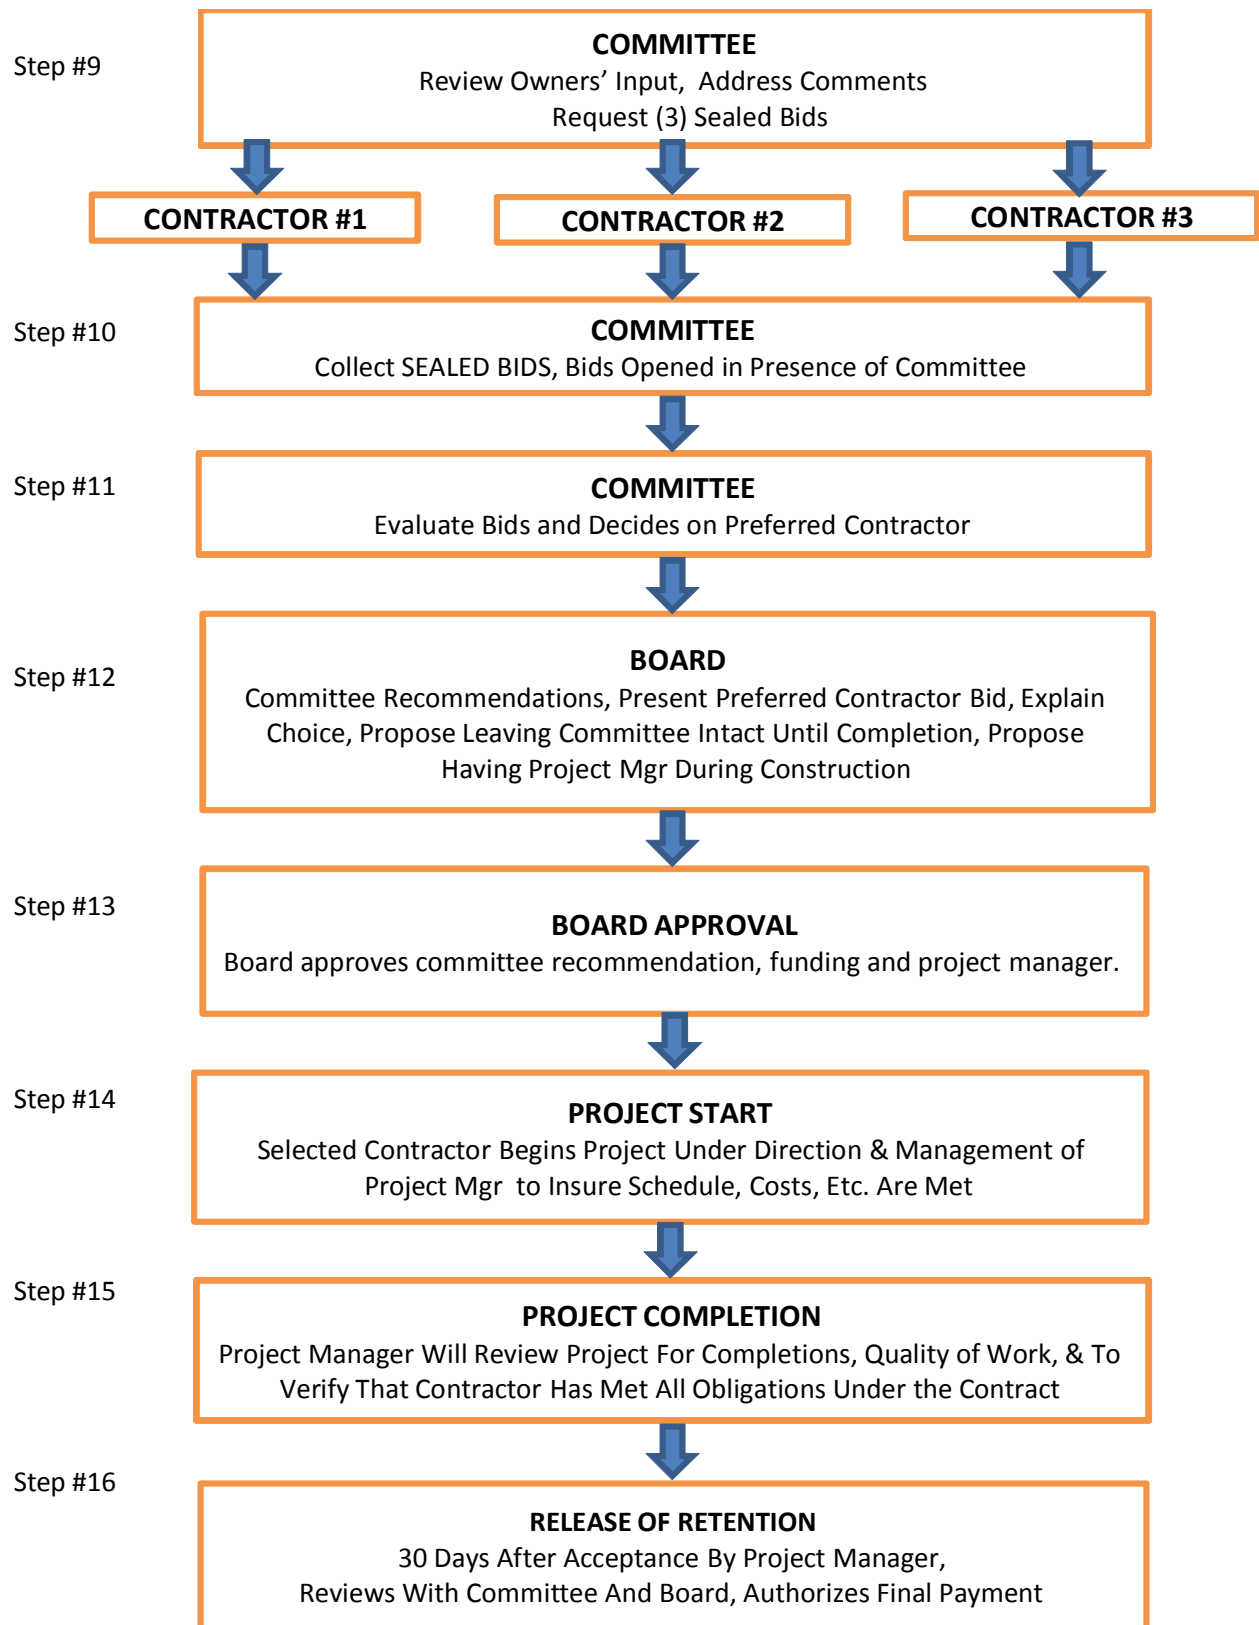 Step #9
COMMITTEE
Review Owners’ Input,  Address Comments
Request (3) Sealed Bids
CONTRACTOR #1
CONTRACTOR #2
CONTRACTOR #3
Step #10
COMMITTEE
Collect SEALED BIDS, Bids Opened in Presence of Committee
Step #11
COMMITTEE
Evaluate Bids and Decides on Preferred Contractor
Step #12
BOARD
Committee Recommendations, Present Preferred Contractor Bid, Explain
Choice, Propose Leaving Committee Intact Until Completion, Propose
Having Project Mgr During Construction
Step #13
BOARD APPROVAL
Board approves committee recommendation, funding and project manager.
Step #14
PROJECT START
Selected Contractor Begins Project Under Direction & Management of
Project Mgr  to Insure Schedule, Costs, Etc. Are Met
Step #15
PROJECT COMPLETION
Project Manager Will Review Project For Completions, Quality of Work, & To
Verify That Contractor Has Met All Obligations Under the Contract
Step #16
RELEASE OF RETENTION
30 Days After Acceptance By Project Manager,
Reviews With Committee And Board, Authorizes Final Payment